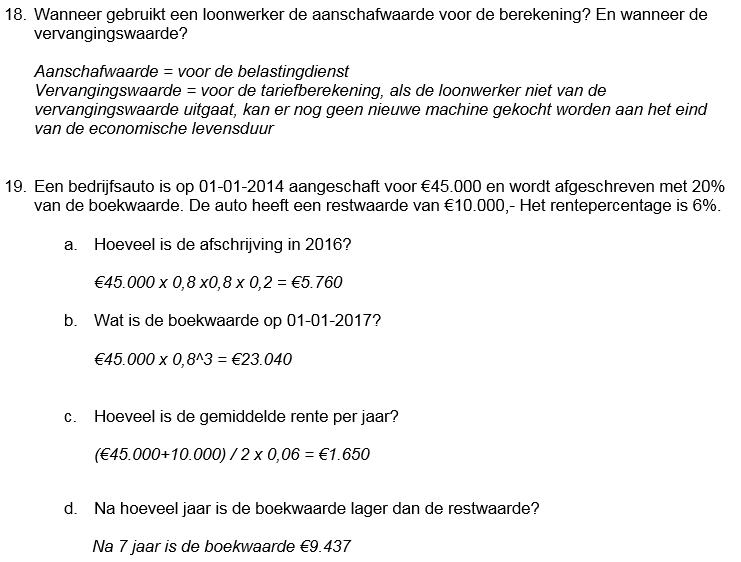 18. Wanneer gebruikt een loonwerker de aanschafwaarde voor de berekening? En wanneer de
vervangingswaarde?
Aanschafwaarde = voor de belastingdienst
Vervangingswaarde = voor de tariefberekening, als de loonwerker niet van de
vervangingswaarde uitgaat, kan er nog geen nieuwe machine gekocht worden aan het eind
van de economische levensduur
19. Een bedrijfsauto is op 01-01-2014 aangeschaft voor €45.000 en wordt afgeschreven met 20%
van de boekwaarde. De auto heeft een restwaarde van €10.000,- Het rentepercentage is 6%.
a. Hoeveel is de afschrijving in 2016?
€45.000 x 0,8 x0,8 x 0,2 = €5.760
b. Wat is de boekwaarde op 01-01-2017?
€45.000 x 0,8^3 = €23.040
c. Hoeveel is de gemiddelde rente per jaar?
(€45.000+10.000) / 2 x 0,06 = €1.650
d. Na hoeveel jaar is de boekwaarde lager dan de restwaarde?
Na 7 jaar is de boekwaarde €9.437